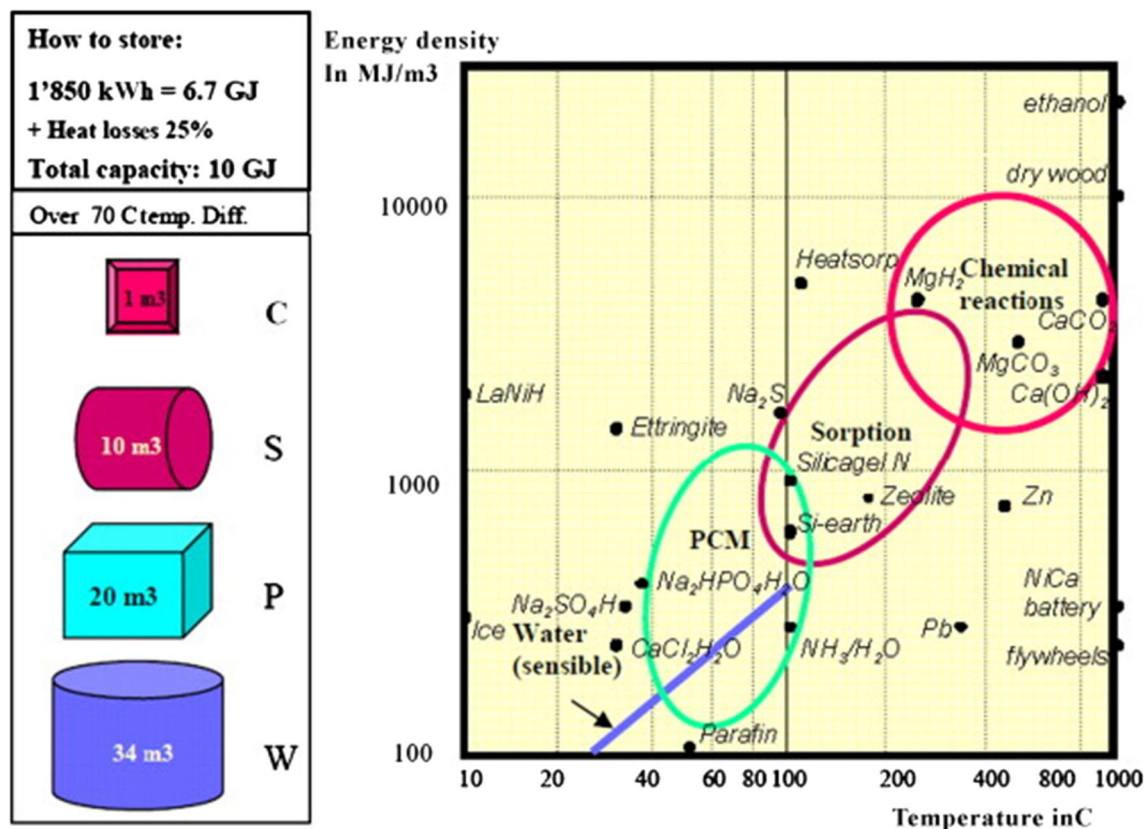 How to store:
1'850 kWh = 6.7 GJ
+ Heat losses 25%
Total capacity: 10 GJ
Over 70 C temp. Diff.
1 m3
C
10 m3
S
20 m3
P
34 m3
W
Energy density
In MJ/m3
ethanol
dry wood
10000
Heatsorp
MgH2
Chemical
reactions
CaCO2
MgCO3
LaNiH
Na2S
Ca(OH)2
Ettringite
Sorption
Silicagel N
1000
Zeolite
Zn
Si-earth
PCM
Na2HPO4H2O
NiCa
battery
Na2SO4H
Ice
Water
(sensible)
CaCl2H2O
NH3/H2O
Pb
flywheels
Parafin
100
10 20 40 60 80 100 200 400 800 1000
Temperature inC